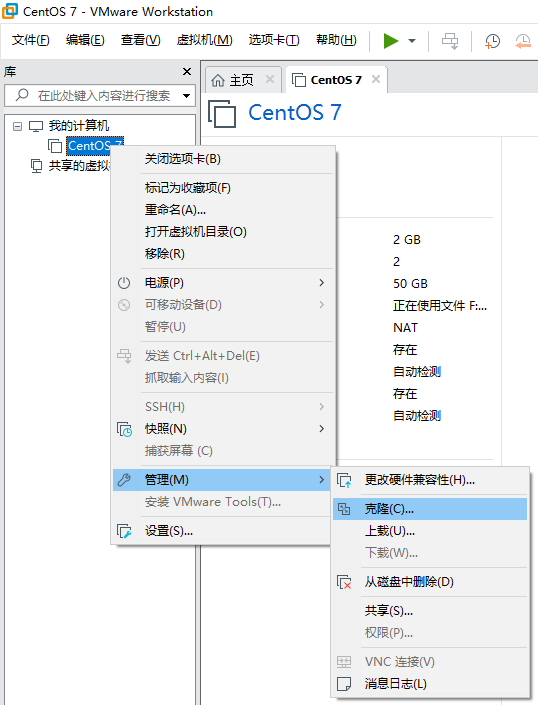 CentOS 7 - VMware Workstation
文件(F) 编辑(E) 查看(V) 虚拟机(M) 选项卡(T) 帮助(H)
库
主页
CentOS 7
在此处键入内容进行搜索
CentOS 7
我的计算机
CentOS 7
共享的虚拟
关闭选项卡(B)
标记为收藏项(F)
重命名(A)...
打开虚拟机目录(O)
移除(R)
电源(P)
可移动设备(D)
暂停(U)
发送 Ctrl+Alt+Del(E)
抓取输入内容(I)
SSH(H)
快照(N)
捕获屏幕 (C)
管理(M)
安装 VMware Tools(T)...
设置(S)...
2 GB
2
50 GB
正在使用文件 F:...
NAT
存在
自动检测
存在
自动检测
更改硬件兼容性(H)...
克隆(C)...
上载(U)...
下载(W)...
从磁盘中删除(D)
共享(S)...
权限(P)...
VNC 连接(V)
消息日志(L)